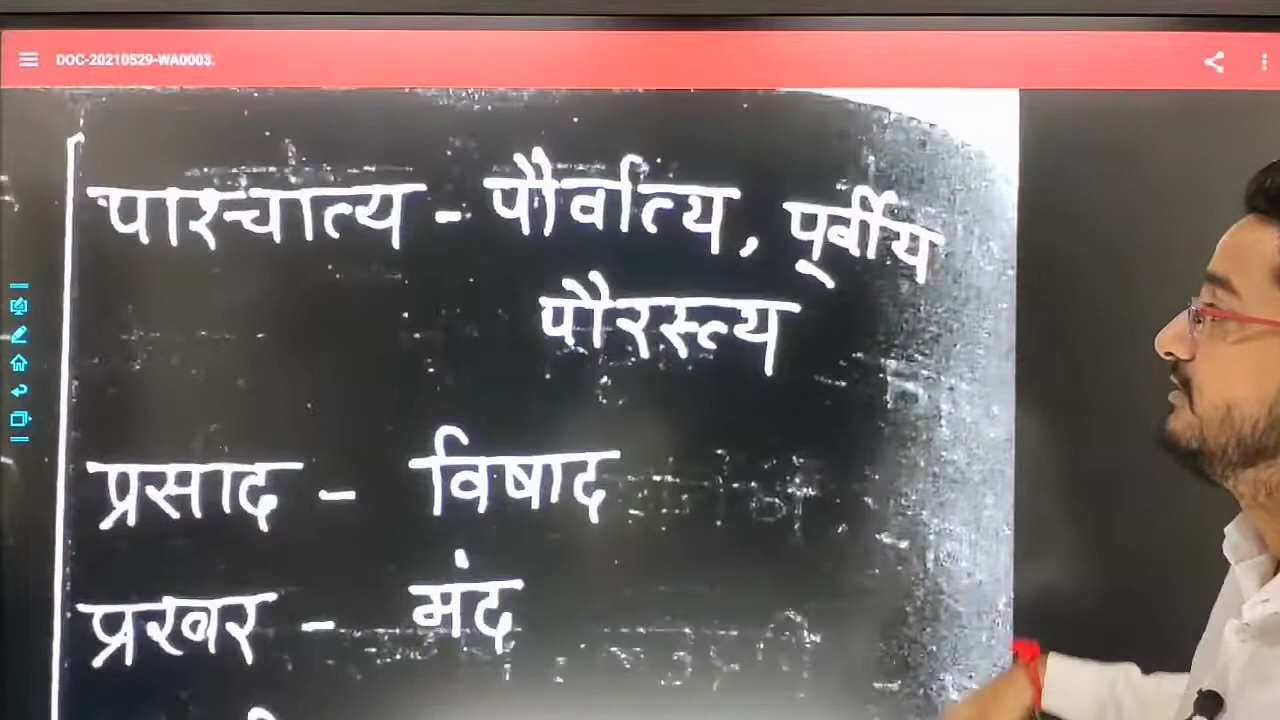 DOC-20210529-WA0003.
पाश्चात्य - पौर्वात्य, पूर्वीय
पौरस्त्य
प्रसाद - विषाद
प्रखर - मंद